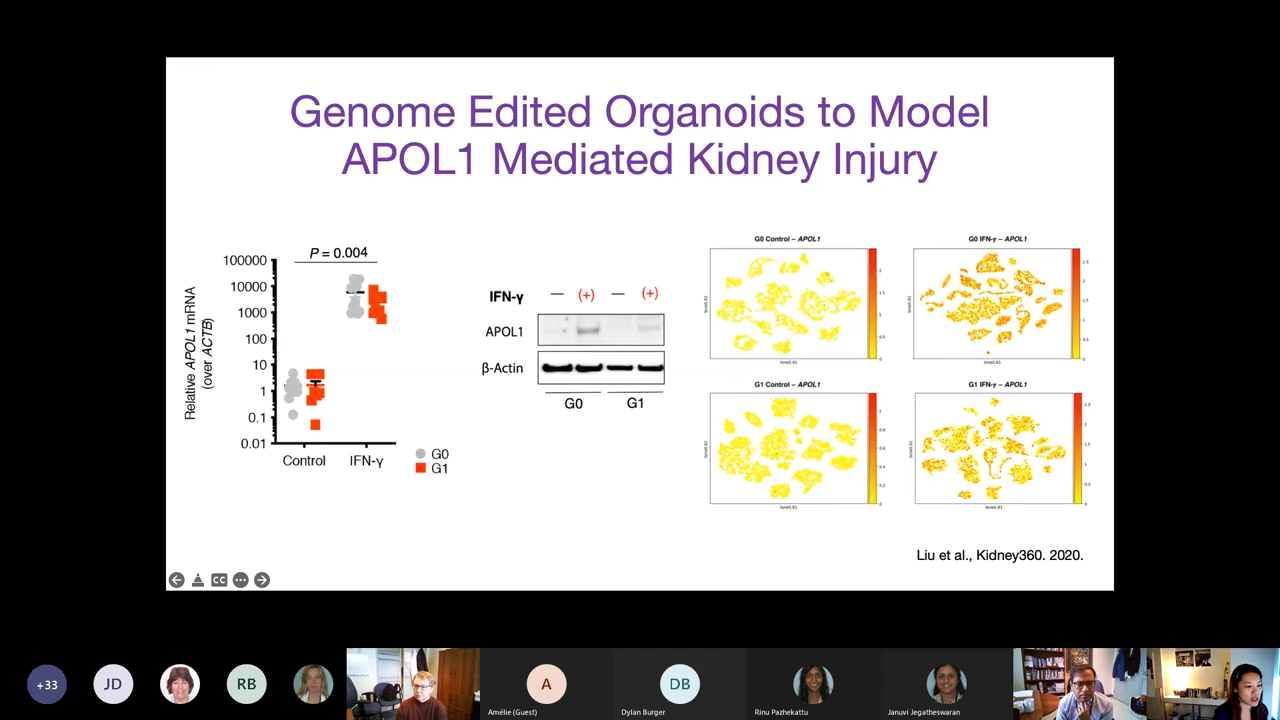 Genome Edited Organoids to Model
APOL1 Mediated Kidney Injury
P = 0.004
Relative APOL1 mRNA
(over ACTB)
100000
10000
1000
100
10
1
0.1
0.01
Control
IFN-γ
G0
G1
IFN-γ — (+) — (+)
APOL1
β-Actin
G0 G1
G0 Control – APOL1
G0 IFN-γ – APOL1
G1 Control – APOL1
G1 IFN-γ – APOL1
Liu et al., Kidney360. 2020.
CC
+33
JD
RB
A
Amélie (Guest)
DB
Dylan Burger
Rinu Pazhekattu
Januvi Jegatheswaran